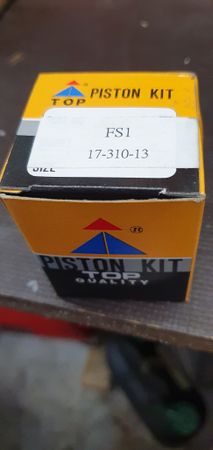 PISTON KIT
TOP
FS1
17-310-13
SIZE
®
PISTON KIT
TOP
QUALITY